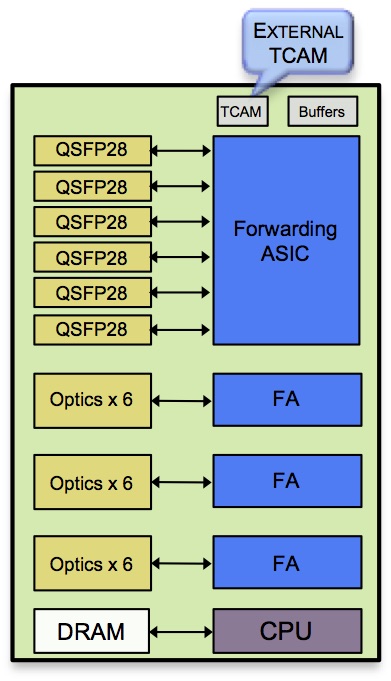 EXTERNAL
TCAM
TCAM
Buffers
QSFP28
QSFP28
QSFP28
QSFP28
QSFP28
QSFP28
Forwarding
ASIC
Optics x 6
FA
Optics x 6
FA
Optics x 6
FA
DRAM
CPU